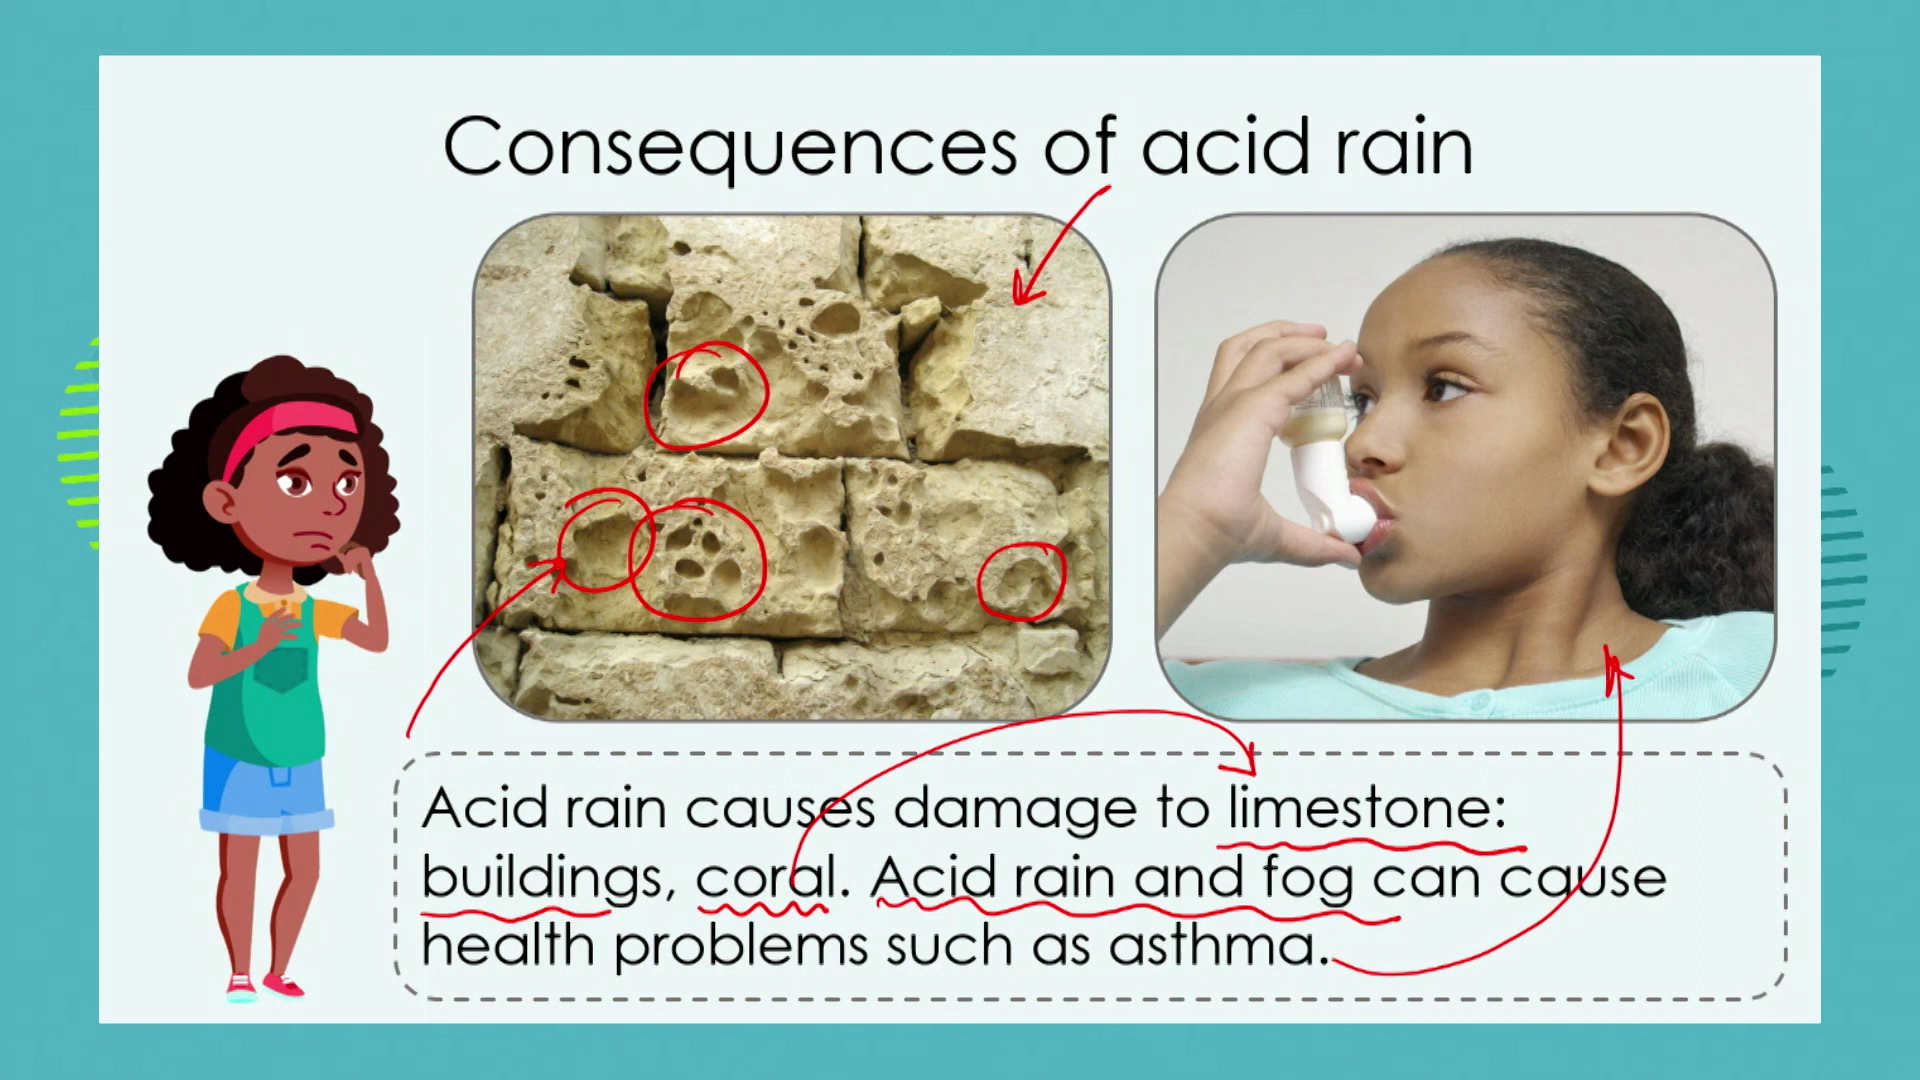 Consequences of acid rain
Acid rain causes damage to limestone:
buildings, coral. Acid rain and fog can cause
health problems such as asthma.